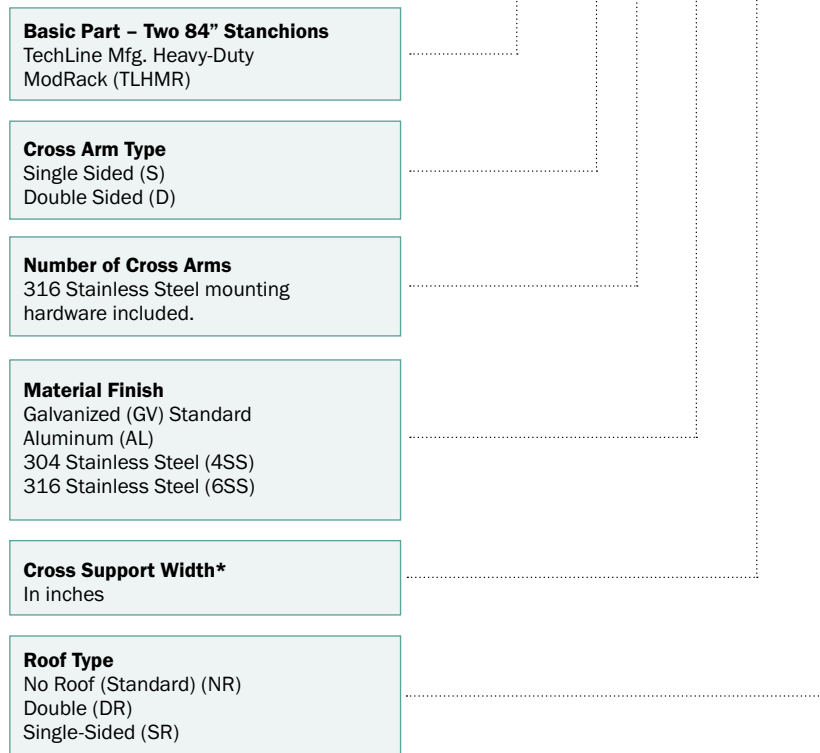 Basic Part – Two 84” Stanchions
TechLine Mfg. Heavy-Duty
ModRack (TLHMR)
Cross Arm Type
Single Sided (S)
Double Sided (D)
Number of Cross Arms
316 Stainless Steel mounting
hardware included.
Material Finish
Galvanized (GV) Standard
Aluminum (AL)
304 Stainless Steel (4SS)
316 Stainless Steel (6SS)
Cross Support Width*
In inches
Roof Type
No Roof (Standard) (NR)
Double (DR)
Single-Sided (SR)